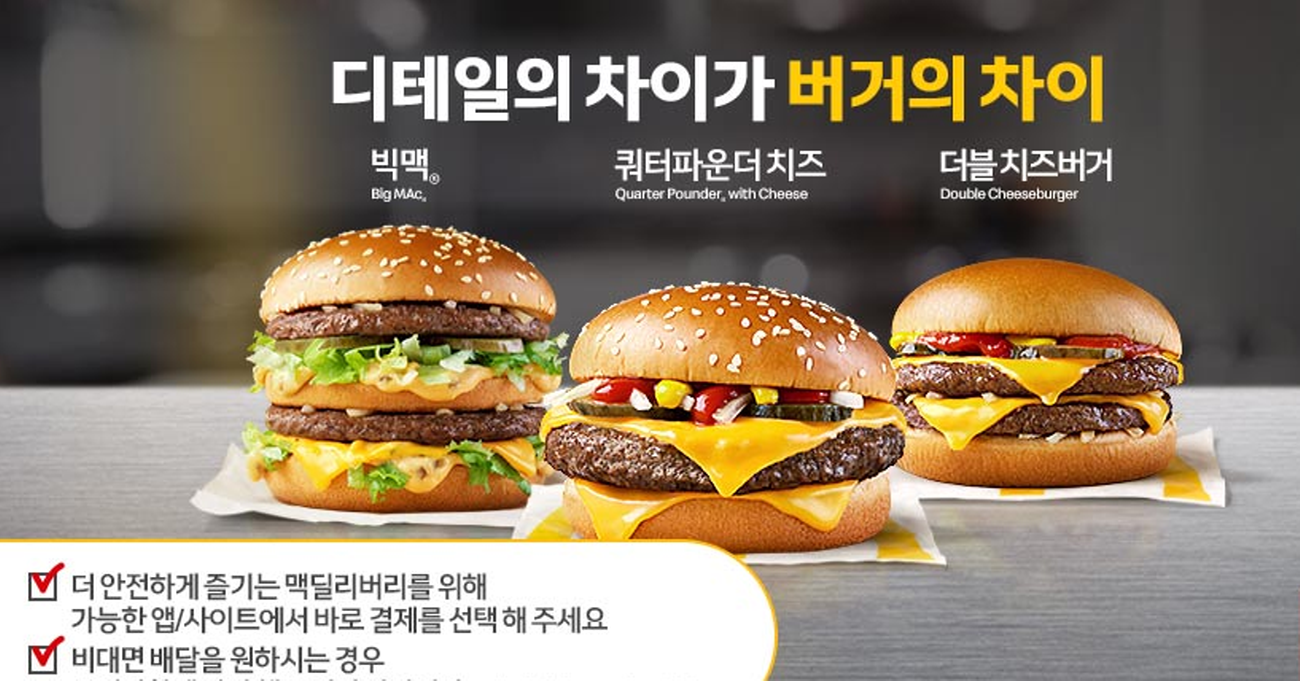 디테일의 차이가 버거의 차이
빅맥®
Big MAc®
쿼터파운더 치즈
Quarter Pounder® with Cheese
더블 치즈버거
Double Cheeseburger
더 안전하게 즐기는 맥딜리버리를 위해
가능한 앱/사이트에서 바로 결제를 선택 해 주세요
비대면 배달을 원하시는 경우